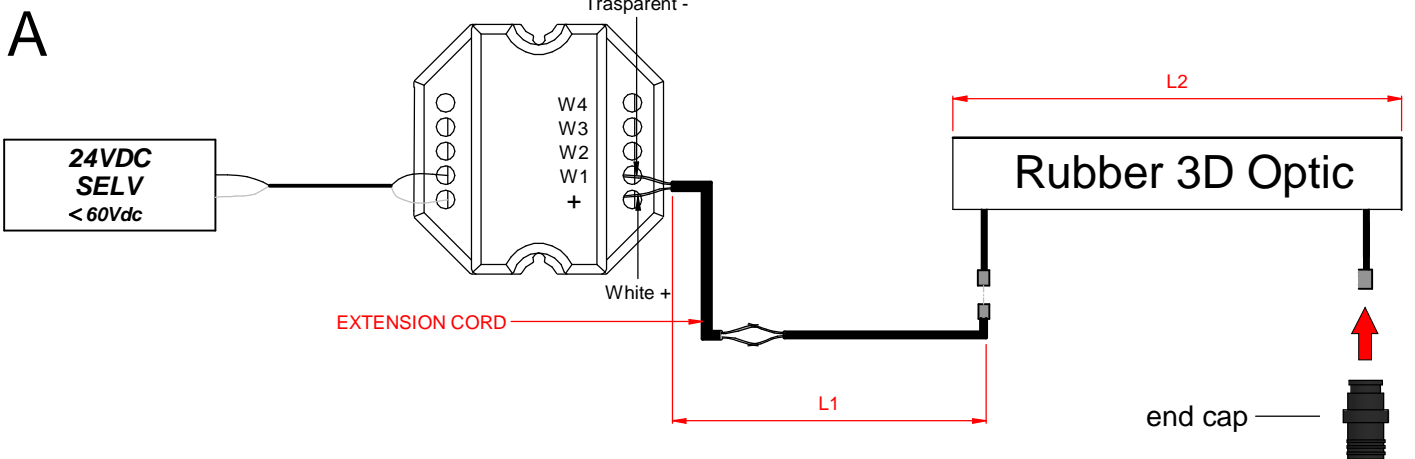 A
Trasparent -
24VDC
SELV
< 60Vdc
W4
W3
W2
W1
+
White +
EXTENSION CORD
L1
L2
Rubber 3D Optic
end cap